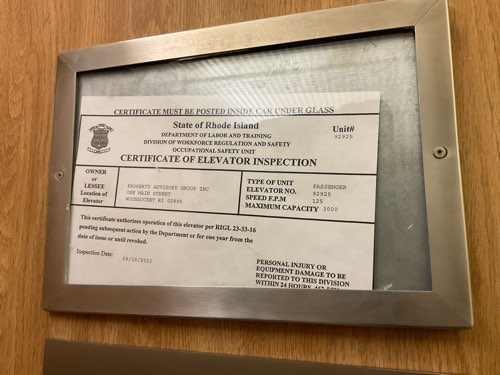 CERTIFICATE MUST BE POSTED INSIDE CAR UNDER GLASS
State of Rhode Island
DEPARTMENT OF LABOR AND TRAINING
DIVISION OF WORKFORCE REGULATION AND SAFETY
OCCUPATIONAL SAFETY UNIT
CERTIFICATE OF ELEVATOR INSPECTION
Unit#
92925
OWNER
or
LESSEE
Location of
Elevator
PROPERTY ADVISORY GROUP INC
ONE MAIN STREET
WOONSOCKET RI 02895
TYPE OF UNIT PASSENGER
ELEVATOR NO. 92925
SPEED F.P.M 125
MAXIMUM CAPACITY 3000
This certificate authorizes operation of this elevator per RIGL 23-33-16
pending subsequent action by the Department or for one year from the
date of issue or until revoked.
Inspection Date: 09/15/2023
PERSONAL INJURY OR
EQUIPMENT DAMAGE TO BE
REPORTED TO THIS DIVISION
WITHIN 24 HOURS